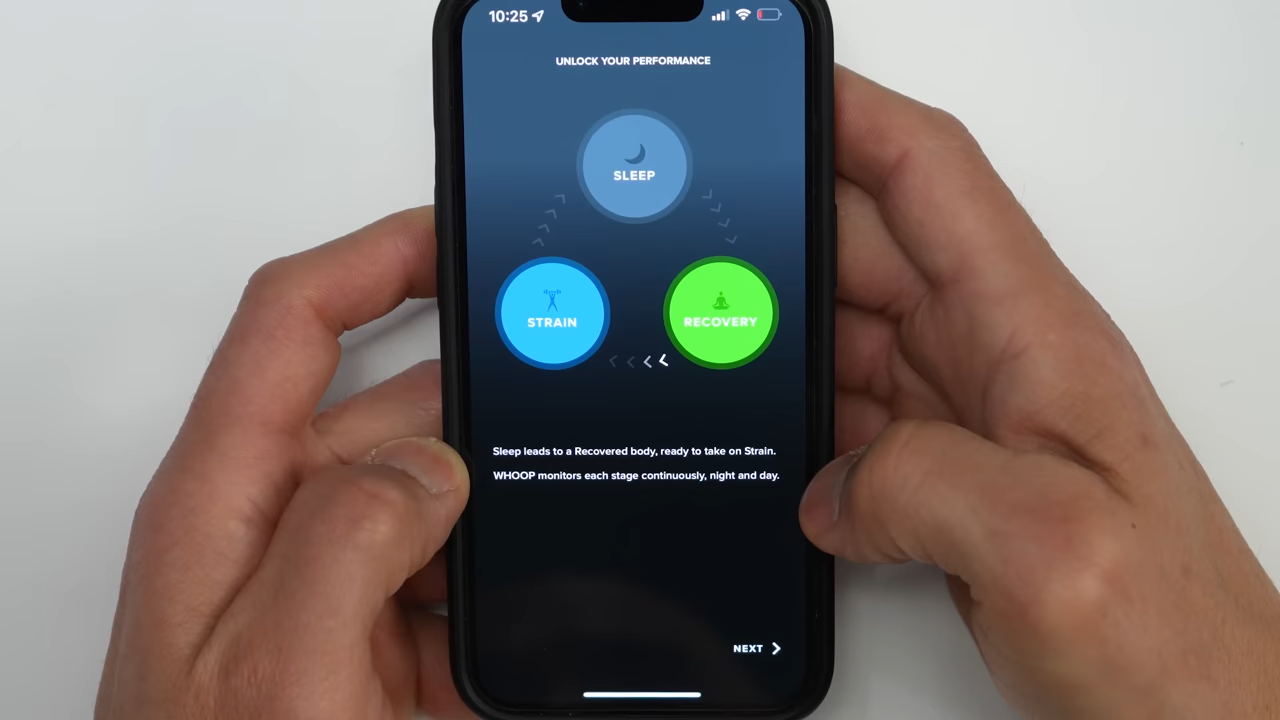 10:25
UNLOCK YOUR PERFORMANCE
SLEEP
STRAIN
RECOVERY
Sleep leads to a Recovered body, ready to take on Strain.
WHOOP monitors each stage continuously, night and day.
NEXT